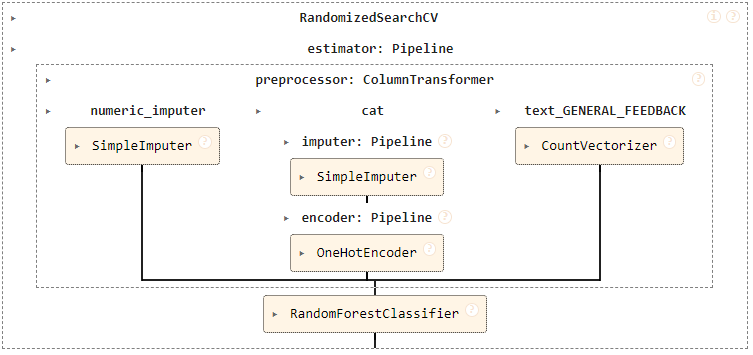 RandomizedSearchCV i ?
estimator: Pipeline
preprocessor: ColumnTransformer ?
numeric_imputer cat text_GENERAL_FEEDBACK
SimpleImputer ? imputer: Pipeline ? CountVectorizer ?
SimpleImputer ?
encoder: Pipeline ?
OneHotEncoder ?
RandomForestClassifier ?